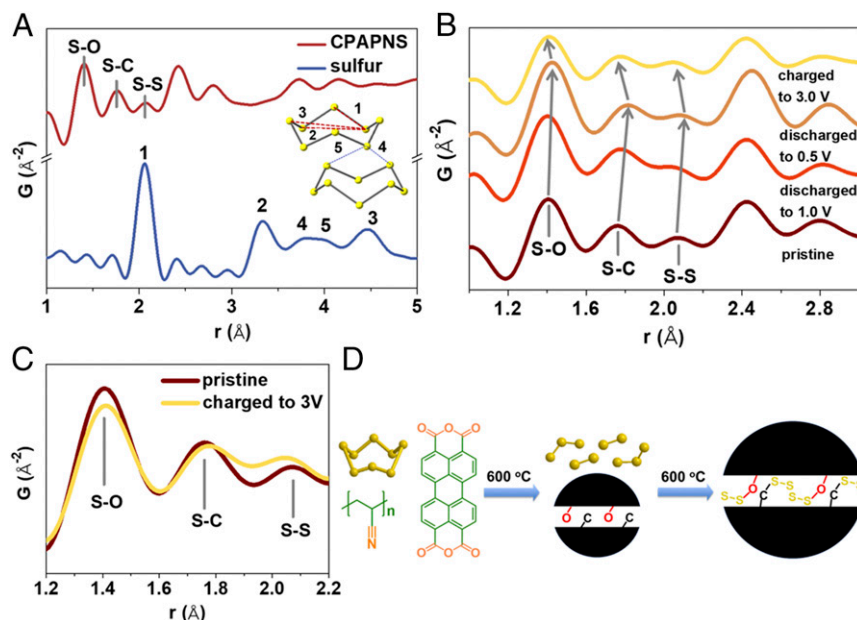 A
S-O
S-C
S-S
CPAPNS
sulfur
1
3
2
5
4
1
2
4
5
3
G (Å⁻²)
1
2
3
4
5
r (Å)
B
charged
to 3.0 V
discharged
to 0.5 V
discharged
to 1.0 V
pristine
S-O
S-C
S-S
G (Å⁻²)
1.2
1.6
2.0
2.4
2.8
r (Å)
C
pristine
charged to 3V
S-O
S-C
S-S
G (Å⁻²)
1.2
1.4
1.6
1.8
2.0
2.2
r (Å)
D
n
N
O O O
O O O
600 °C
O C O C
600 °C
S-S O C S-S S-S O C S-S